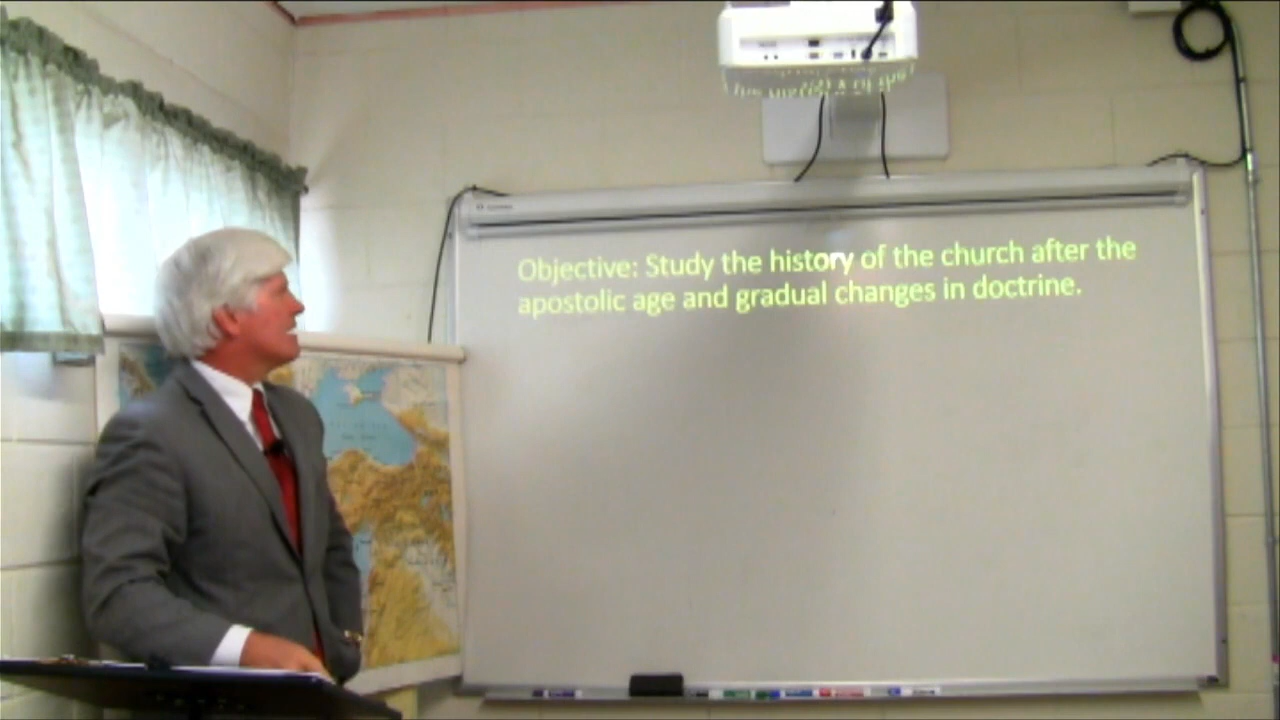 Objective: Study the history of the church after the
apostolic age and gradual changes in doctrine.